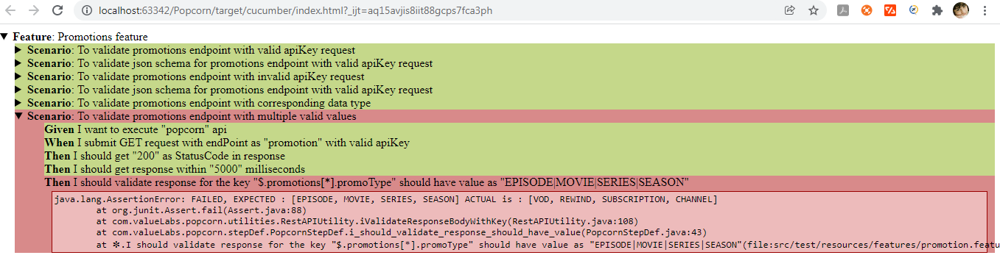 localhost:63342/Popcorn/target/cucumber/index.html?_ijt=aq15avjis8iit88gcps7fca3ph
Feature: Promotions feature
Scenario: To validate promotions endpoint with valid apiKey request
Scenario: To validate json schema for promotions endpoint with valid apiKey request
Scenario: To validate promotions endpoint with invalid apiKey request
Scenario: To validate json schema for promotions endpoint with valid apiKey request
Scenario: To validate promotions endpoint with corresponding data type
Scenario: To validate promotions endpoint with multiple valid values
Given I want to execute "popcorn" api
When I submit GET request with endPoint as "promotion" with valid apiKey
Then I should get "200" as StatusCode in response
Then I should get response within "5000" milliseconds
Then I should validate response for the key "$.promotions[*].promoType" should have value as "EPISODE|MOVIE|SERIES|SEASON"
java.lang.AssertionError: FAILED, EXPECTED : [EPISODE, MOVIE, SERIES, SEASON] ACTUAL is : [VOD, REWIND, SUBSCRIPTION, CHANNEL]
at org.junit.Assert.fail(Assert.java:88)
at com.valueLabs.popcorn.utilities.RestAPIUtility.iValidateResponseBodyWithKey(RestAPIUtility.java:108)
at com.valueLabs.popcorn.stepDef.PopcornStepDef.i_should_validate_response_should_have_value(PopcornStepDef.java:43)
at ✻.I should validate response for the key "$.promotions[*].promoType" should have value as "EPISODE|MOVIE|SERIES|SEASON"(file:src/test/resources/features/promotion.featu